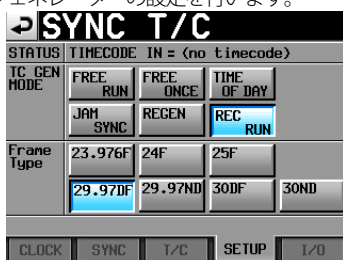 ェネレーターの設定を行います。
SYNC T/C
STATUS TIMECODE IN = (no timecode)
TC GEN MODE
FREE RUN
FREE ONCE
TIME OF DAY
JAM SYNC
REGEN
REC RUN
Frame Type
23.976F 24F 25F
29.97DF 29.97ND 30DF 30ND
CLOCK SYNC T/C SETUP I/O